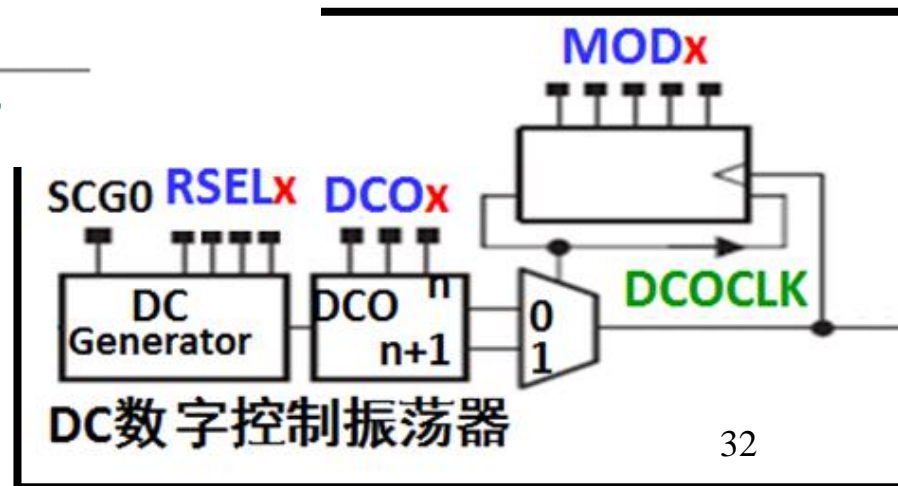 MODx
SCG0 RSELx DCOx
DC
Generator
DCO n
n+1
0
1
DCOCLK
DC数字控制振荡器
32